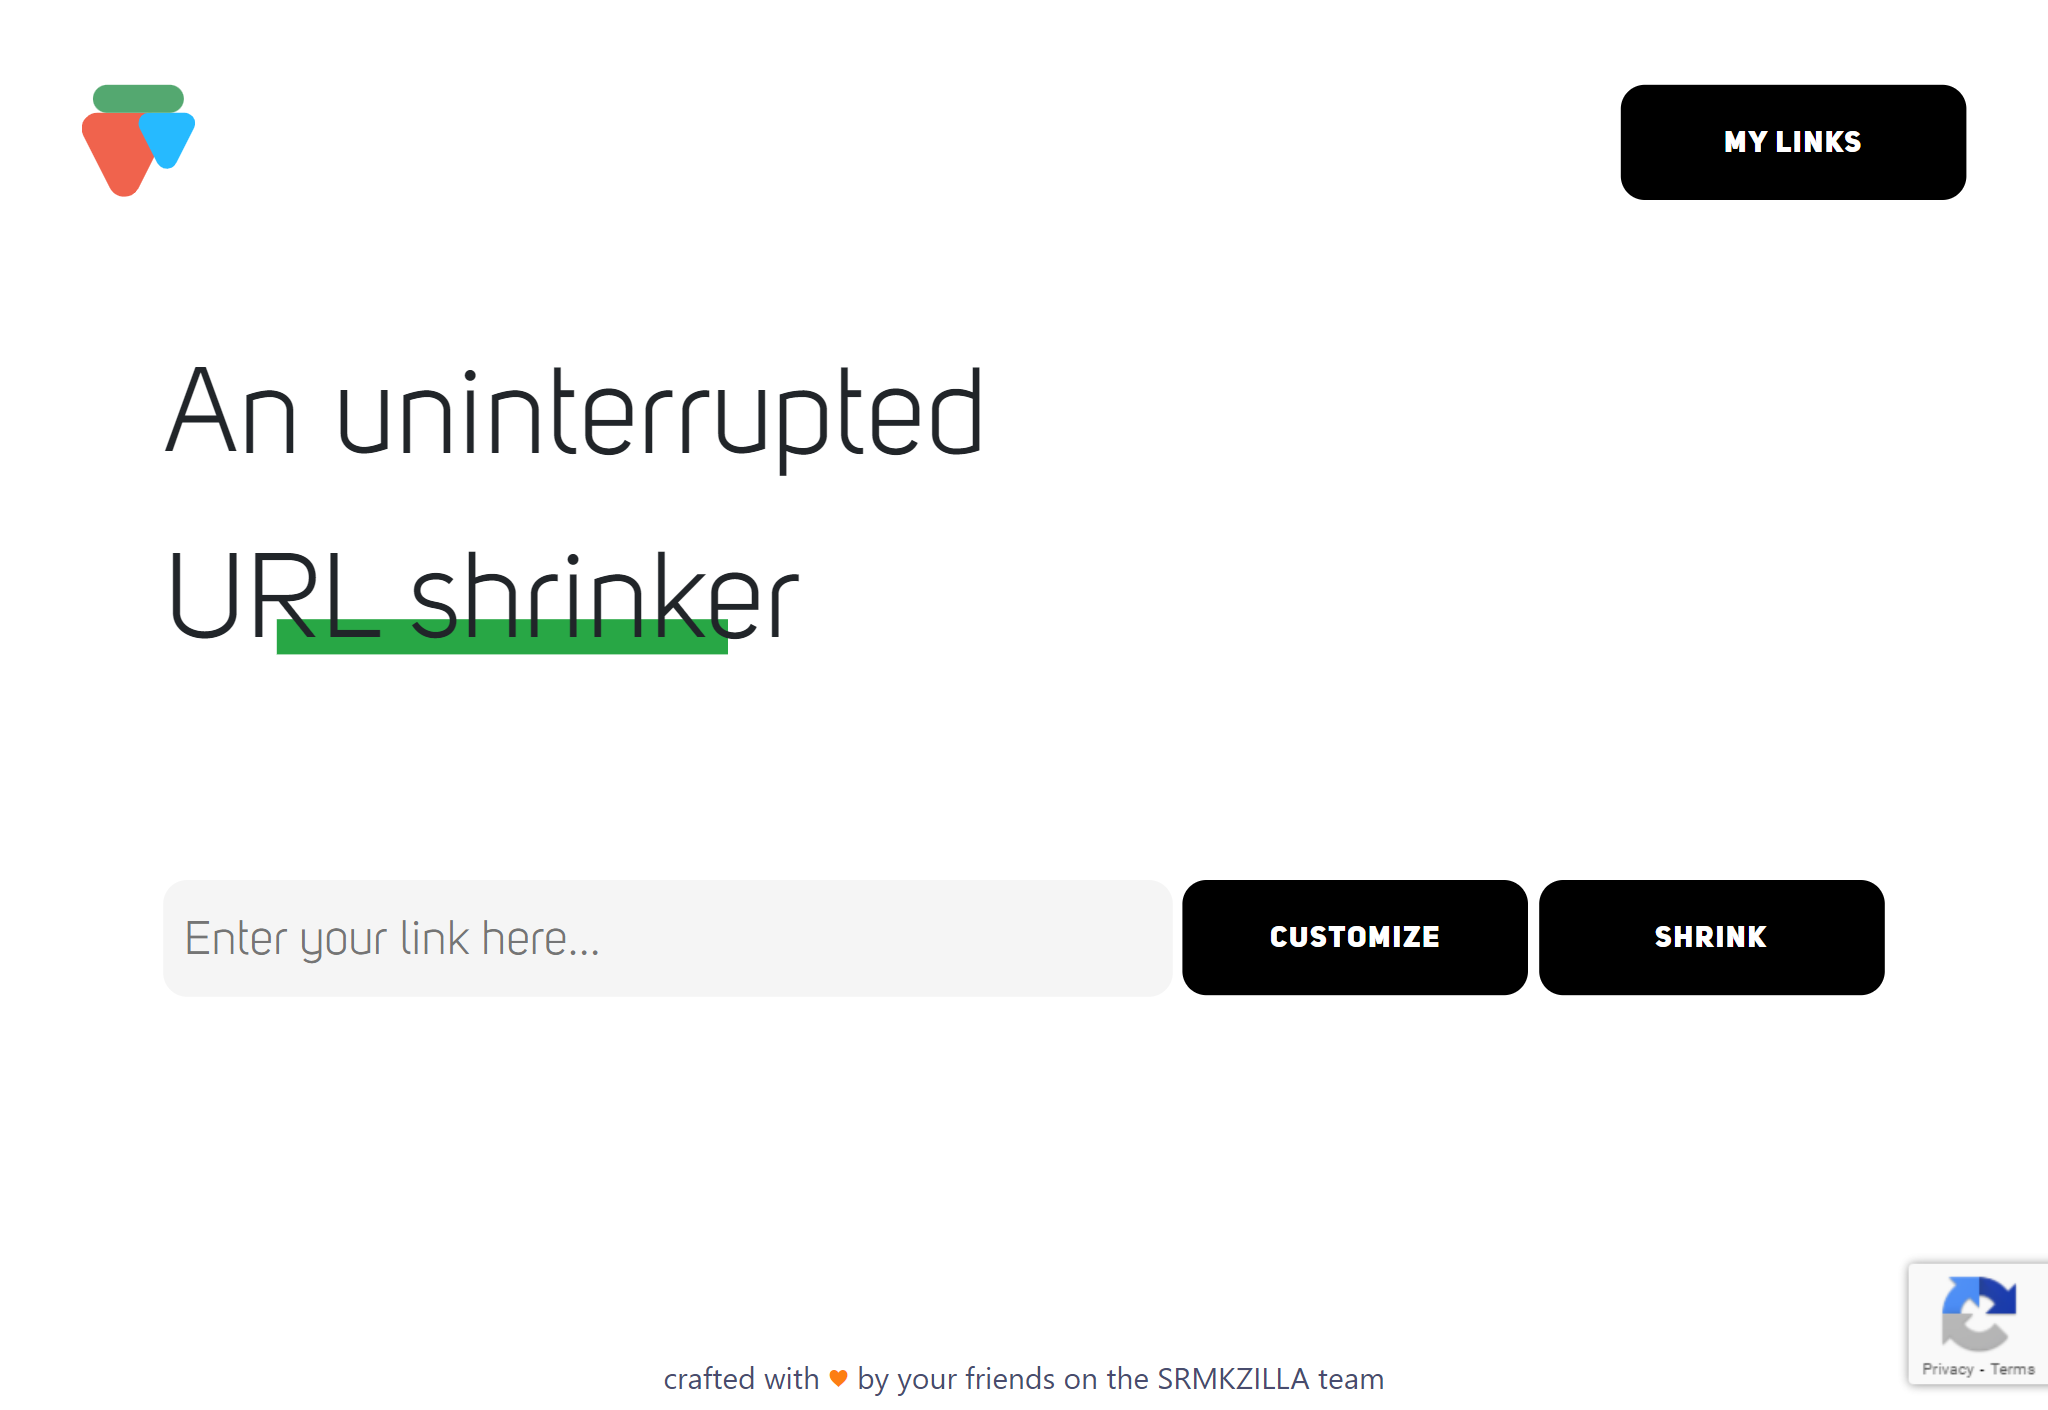 MY LINKS
An uninterrupted
URL shrinker
Enter your link here...
CUSTOMIZE
SHRINK
Privacy - Terms
crafted with 🧡 by your friends on the SRMKZILLA team